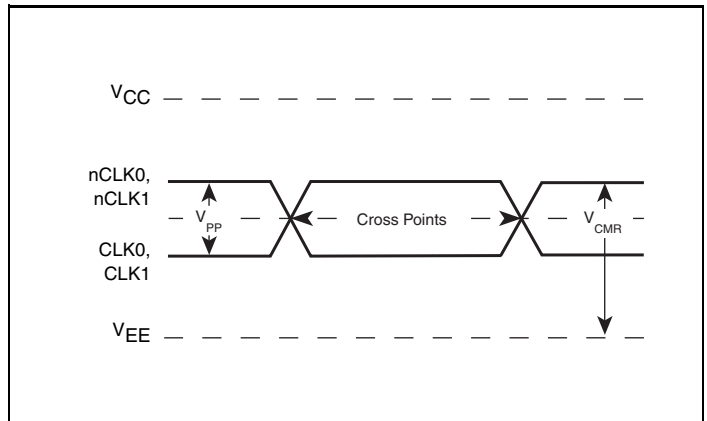 VCC
nCLK0,
nCLK1
VPP
Cross Points
VCMR
CLK0,
CLK1
VEE